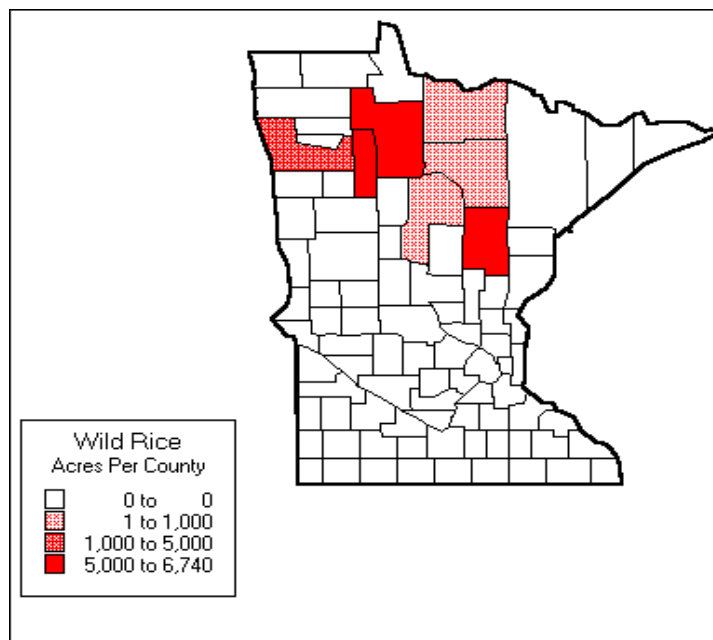 Wild Rice
Acres Per County
0 to 0
1 to 1,000
1,000 to 5,000
5,000 to 6,740